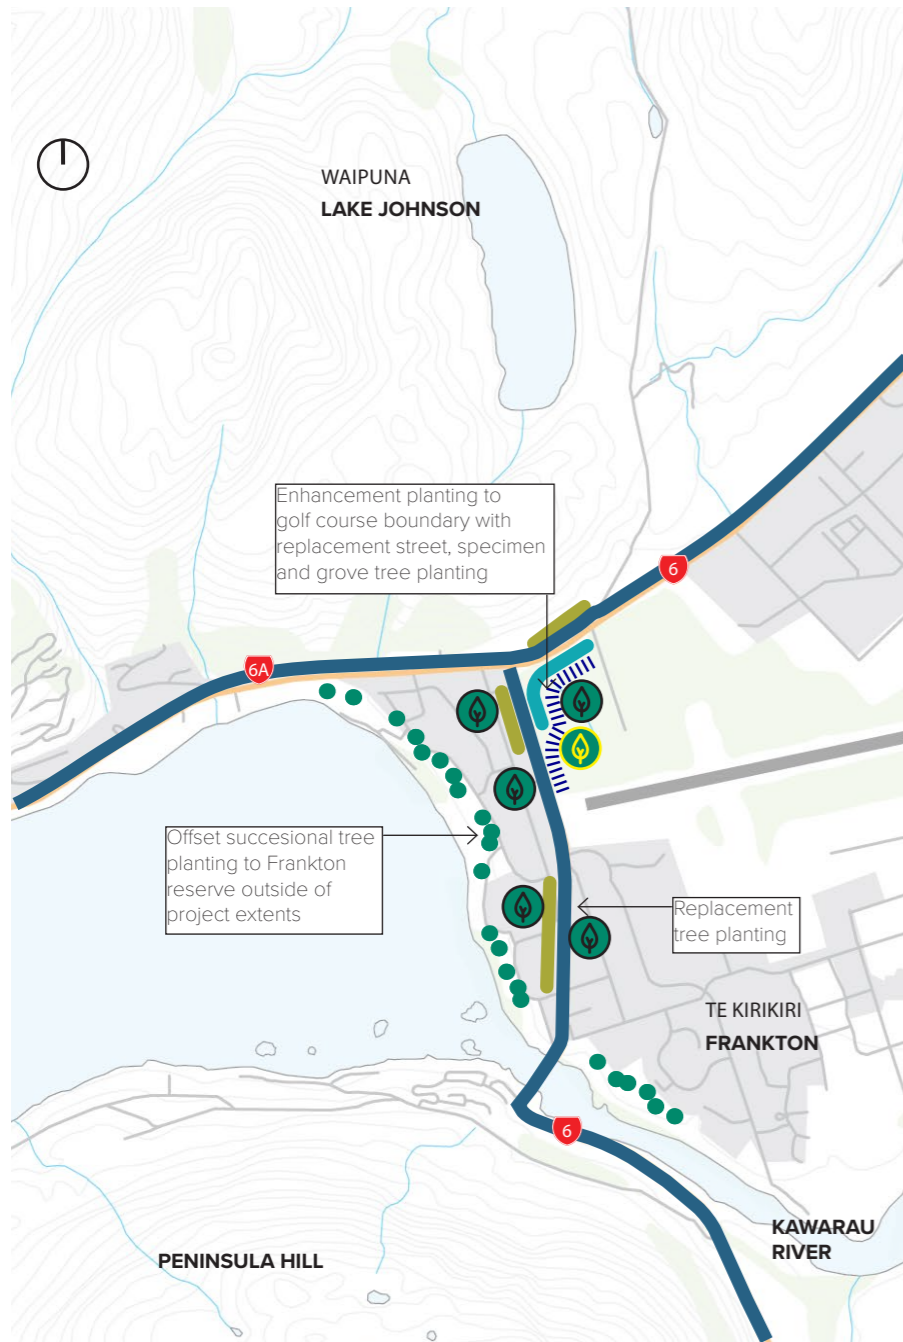 WAIPUNA
LAKE JOHNSON
Enhancement planting to
golf course boundary with
replacement street, specimen
and grove tree planting
6
6A
Offset succesional tree
planting to Frankton
reserve outside of
project extents
Replacement
tree planting
TE KIRIKIRI
FRANKTON
6
KAWARAU
RIVER
PENINSULA HILL